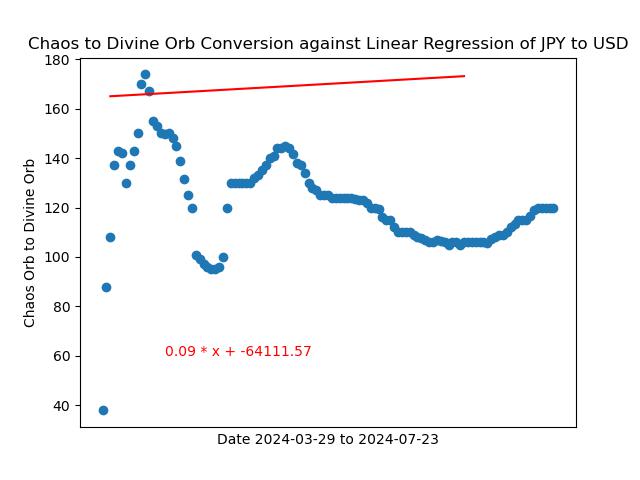 Chaos to Divine Orb Conversion against Linear Regression of JPY to USD
180
160
140
120
100
80
60
40
Chaos Orb to Divine Orb
0.09 * x + -64111.57
Date 2024-03-29 to 2024-07-23